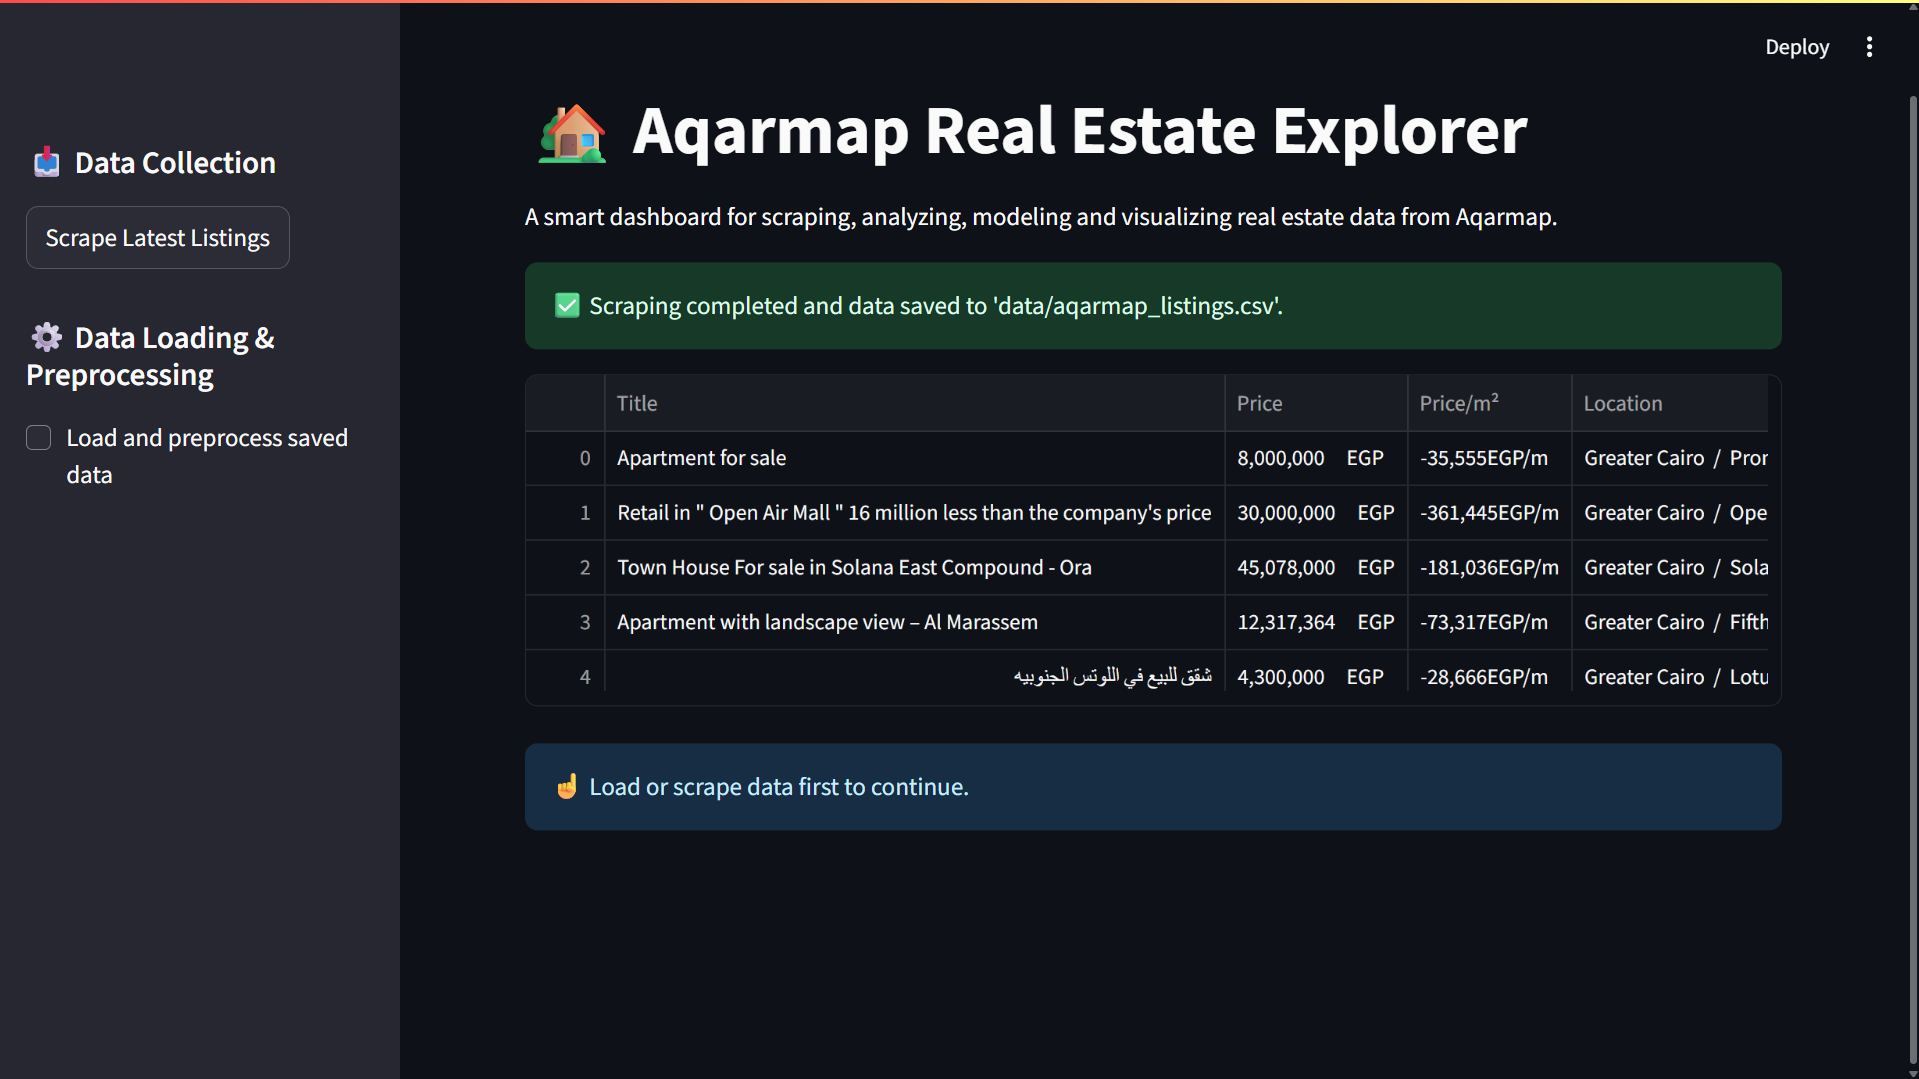 Deploy
📥 Data Collection
Scrape Latest Listings
⚙️ Data Loading &
Preprocessing
Load and preprocess saved
data
🏡 Aqarmap Real Estate Explorer
A smart dashboard for scraping, analyzing, modeling and visualizing real estate data from Aqarmap.
✅ Scraping completed and data saved to 'data/aqarmap_listings.csv'.
Title Price Price/m² Location
0 Apartment for sale 8,000,000 EGP -35,555EGP/m Greater Cairo / Pror
1 Retail in " Open Air Mall " 16 million less than the company's price 30,000,000 EGP -361,445EGP/m Greater Cairo / Ope
2 Town House For sale in Solana East Compound - Ora 45,078,000 EGP -181,036EGP/m Greater Cairo / Sola
3 Apartment with landscape view – Al Marassem 12,317,364 EGP -73,317EGP/m Greater Cairo / Fifth
4 شقق للبيع في اللوتس الجنوبيه 4,300,000 EGP -28,666EGP/m Greater Cairo / Lotu
☝️ Load or scrape data first to continue.